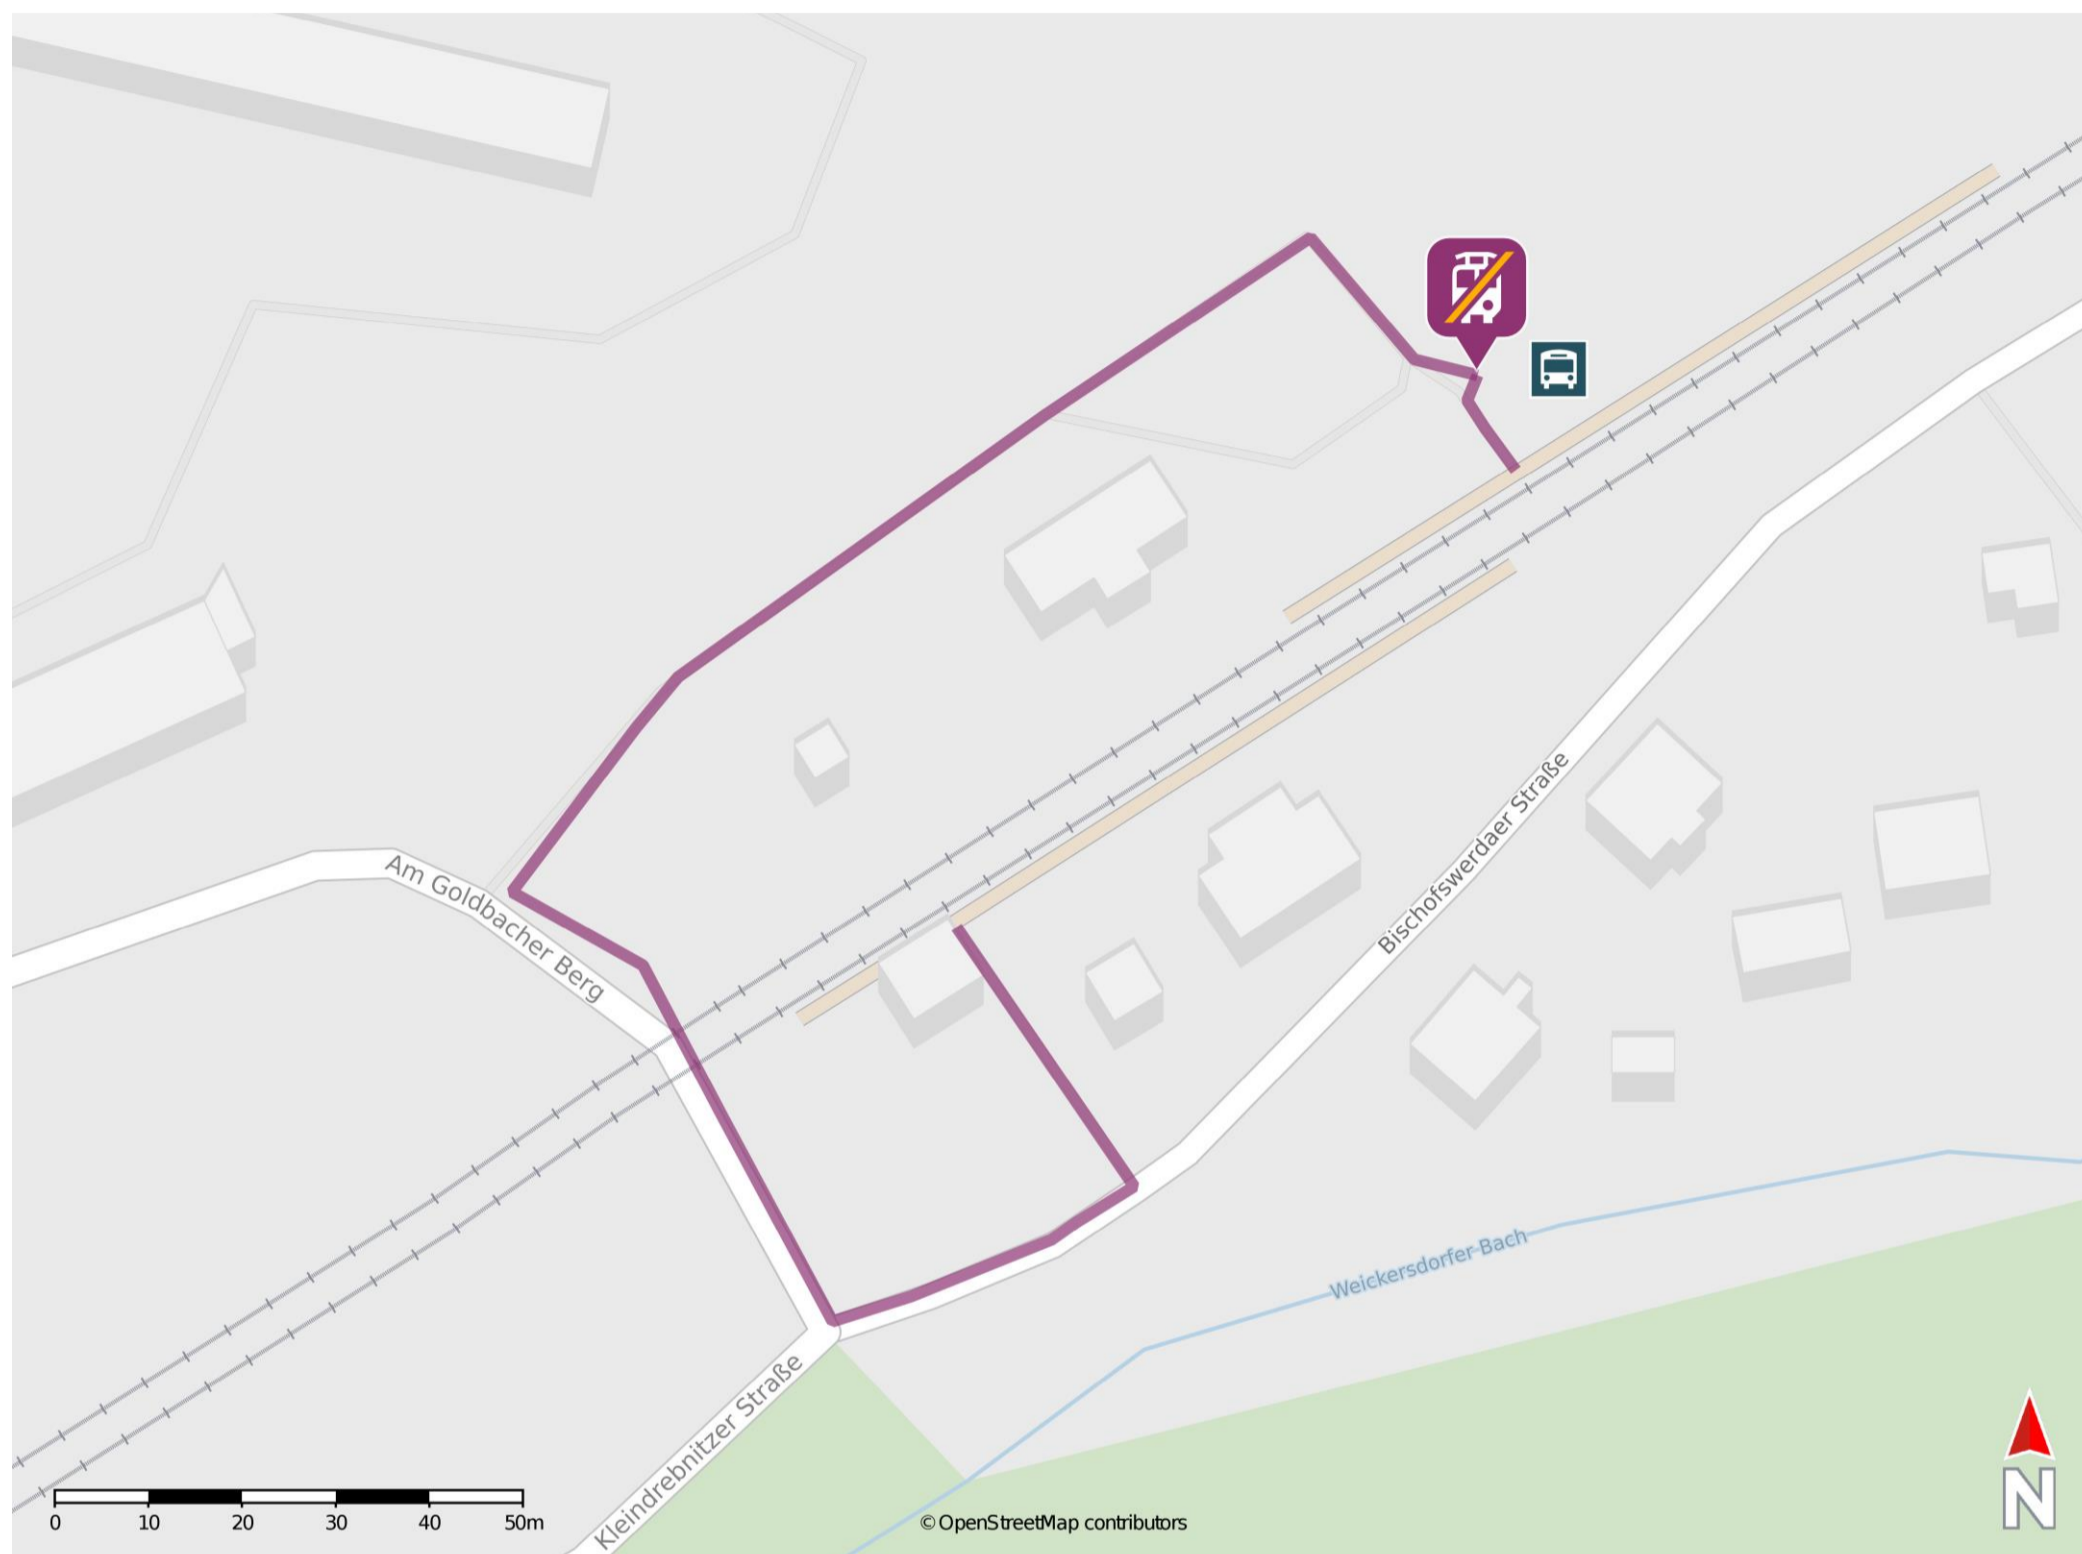 Am Goldbacher Berg
Bischofswerdaer Straße
Weickersdorfer Bach
Kleindrebnitzer Straße
0 10 20 30 40 50m
© OpenStreetMap contributors
N